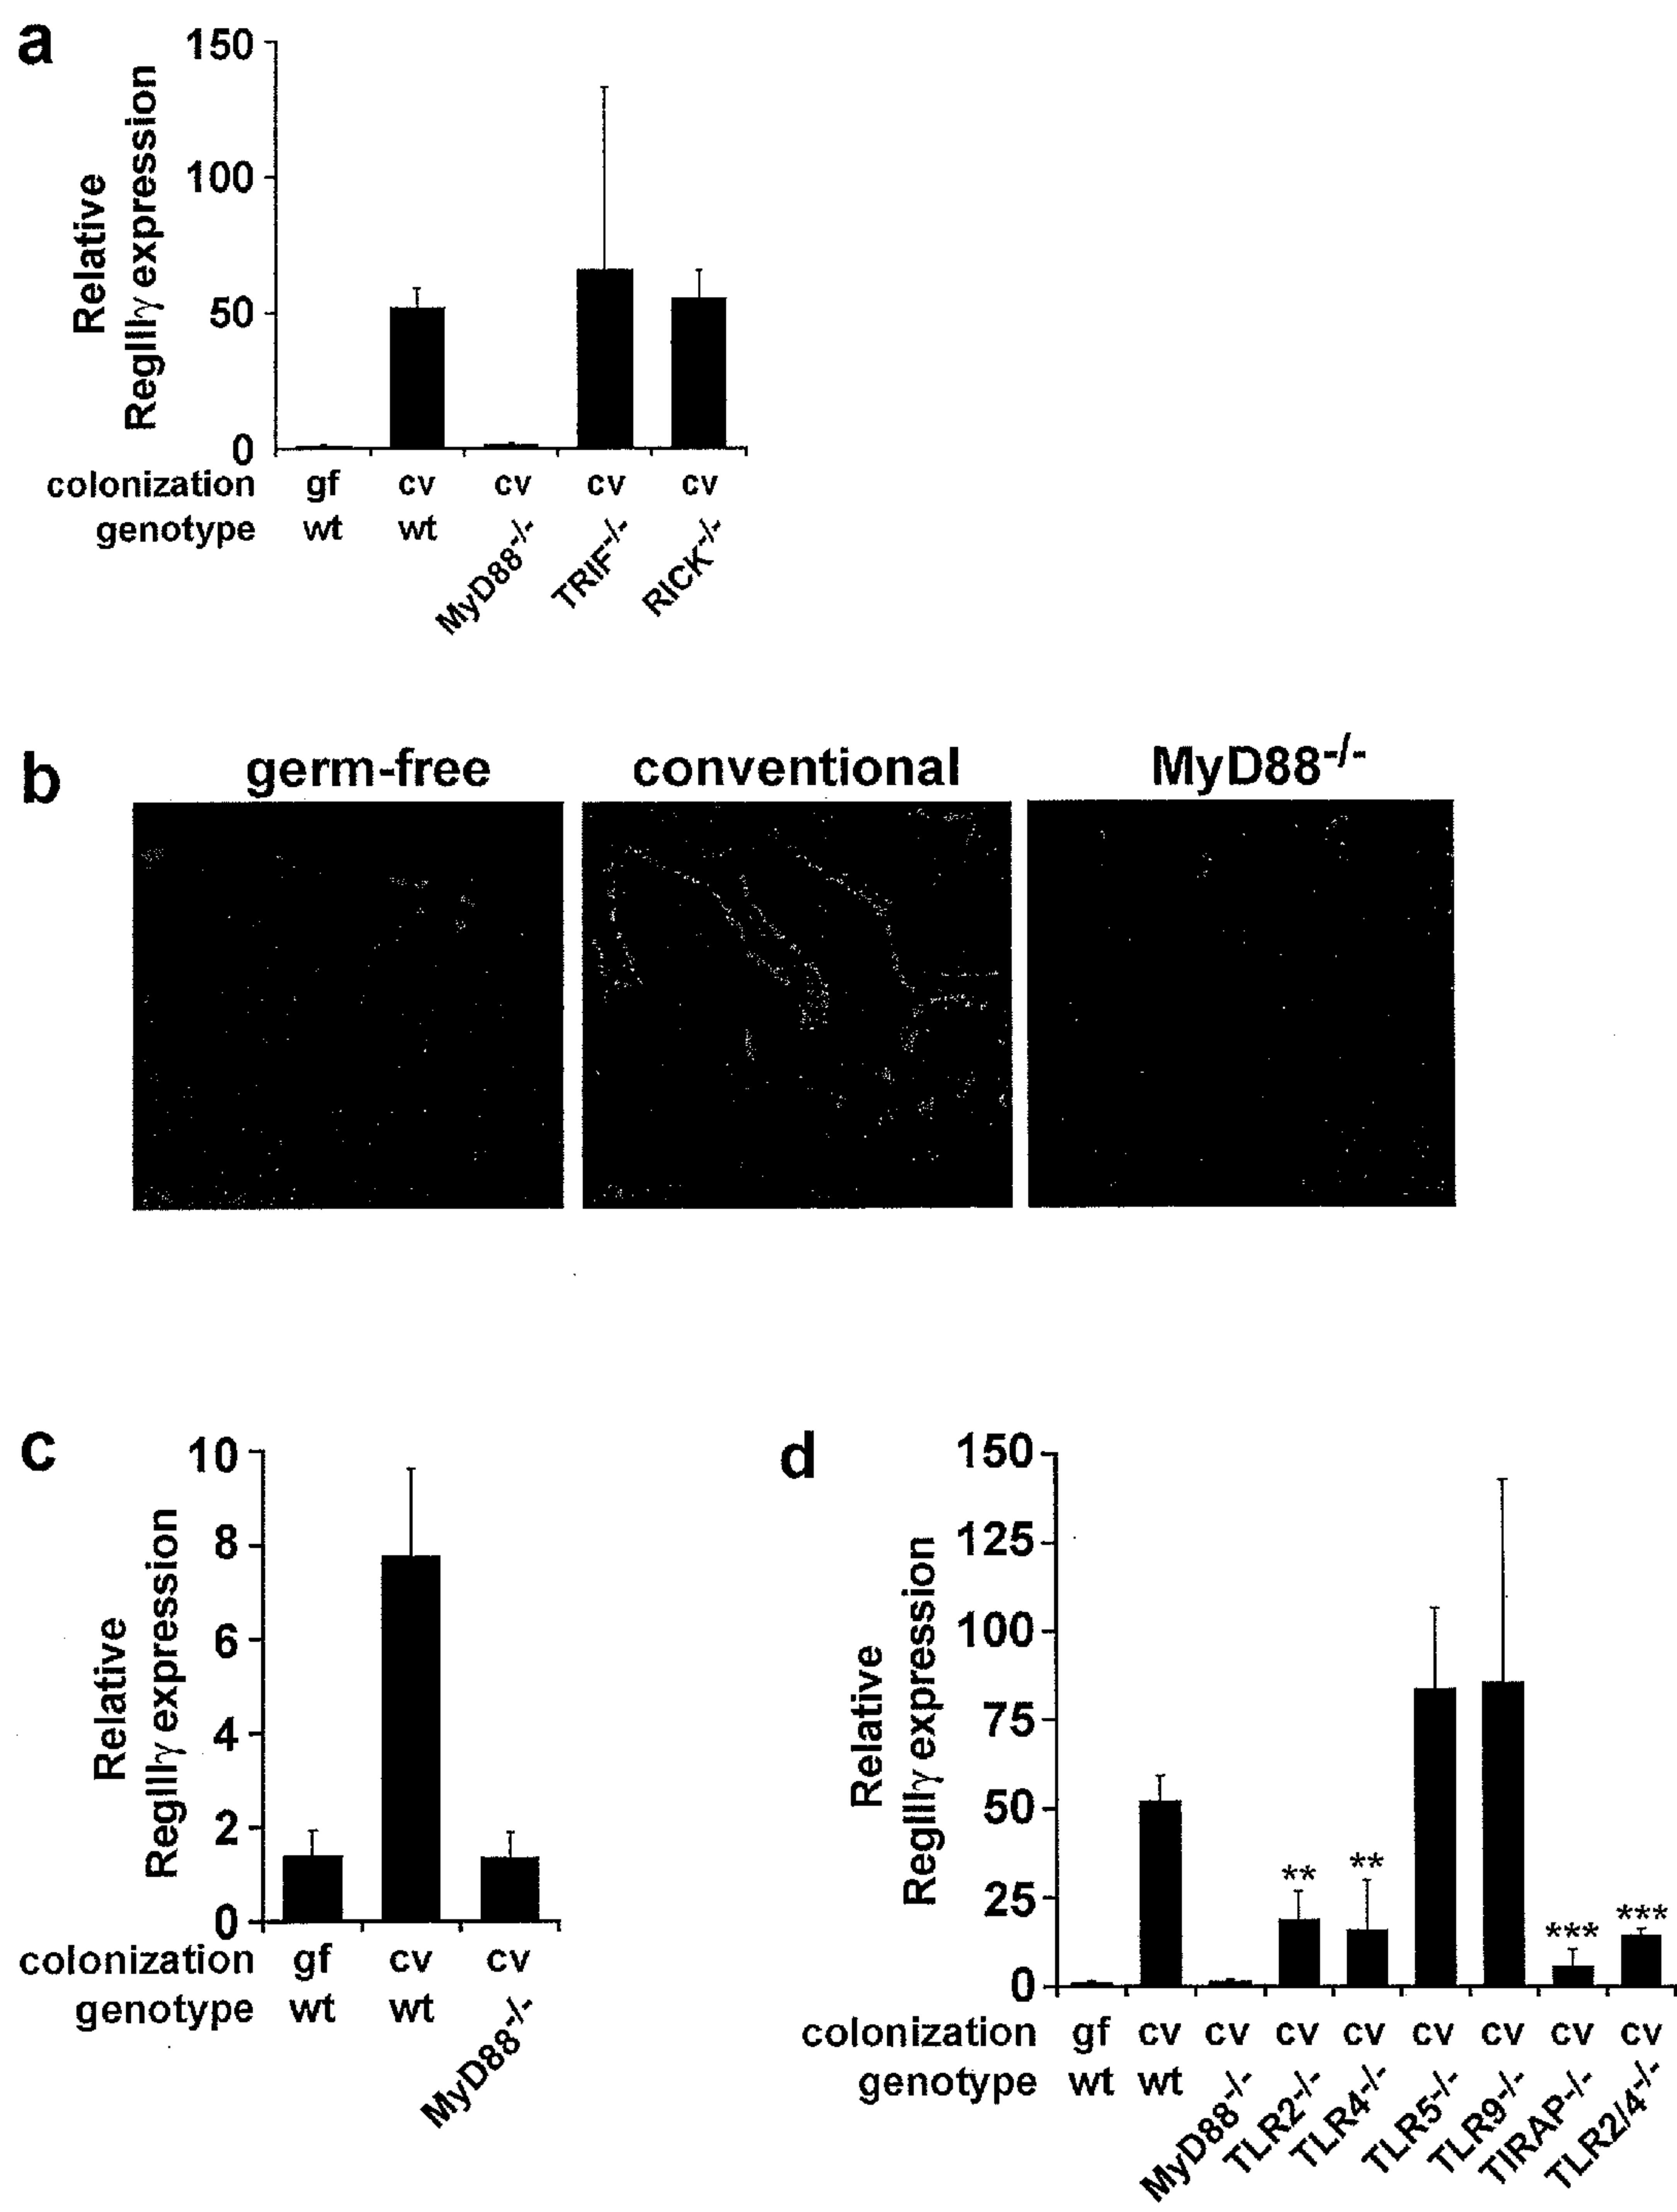 a
Relative
RegIIIγ expression
150
100
50
0
colonization gf cv cv cv cv
genotype wt wt MyD88-/- TRIF-/- RICK-/-
b
germ-free conventional MyD88-/-
c
Relative
RegIIIγ expression
10
8
6
4
2
0
colonization gf cv cv
genotype wt wt MyD88-/-
d
Relative
RegIIIγ expression
150
125
100
75
50
25
0
** ** *** ***
colonization gf cv cv cv cv cv cv cv cv
genotype wt wt MyD88-/- TLR2-/- TLR4-/- TLR5-/- TLR9-/- TIRAP-/- TLR2/4-/-